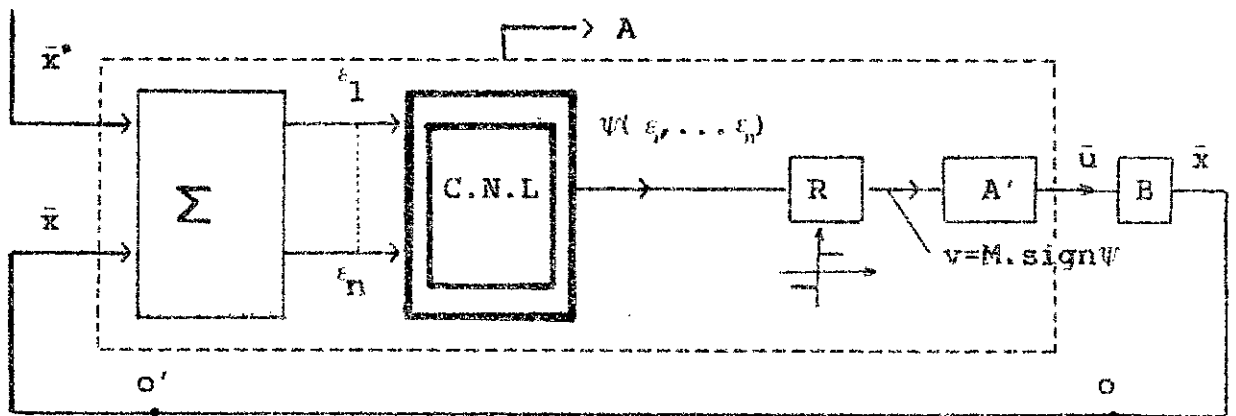 A
x̄*
ε1
Ψ( ε1, ... εn)
C.N.L
Σ
R
A'
ū
B
x̄
x̄
εn
v=M.signΨ
o'
o